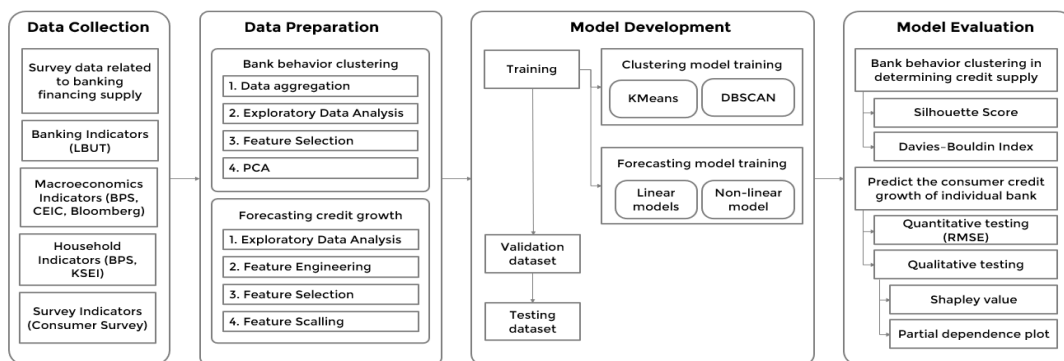 Data Collection
Survey data related
to banking
financing supply
Banking Indicators
(LBUT)
Macroeconomics
Indicators (BPS,
CEIC, Bloomberg)
Household
Indicators (BPS,
KSEI)
Survey Indicators
(Consumer Survey)
Data Preparation
Bank behavior clustering
1. Data aggregation
2. Exploratory Data Analysis
3. Feature Selection
4. PCA
Forecasting credit growth
1. Exploratory Data Analysis
2. Feature Engineering
3. Feature Selection
4. Feature Scalling
Model Development
Training
Clustering model training
KMeans
DBSCAN
Forecasting model training
Linear
models
Non-linear
model
Validation
dataset
Testing
dataset
Model Evaluation
Bank behavior clustering in
determining credit supply
Silhouette Score
Davies–Bouldin Index
Predict the consumer credit
growth of individual bank
Quantitative testing
(RMSE)
Qualitative testing
Shapley value
Partial dependence plot